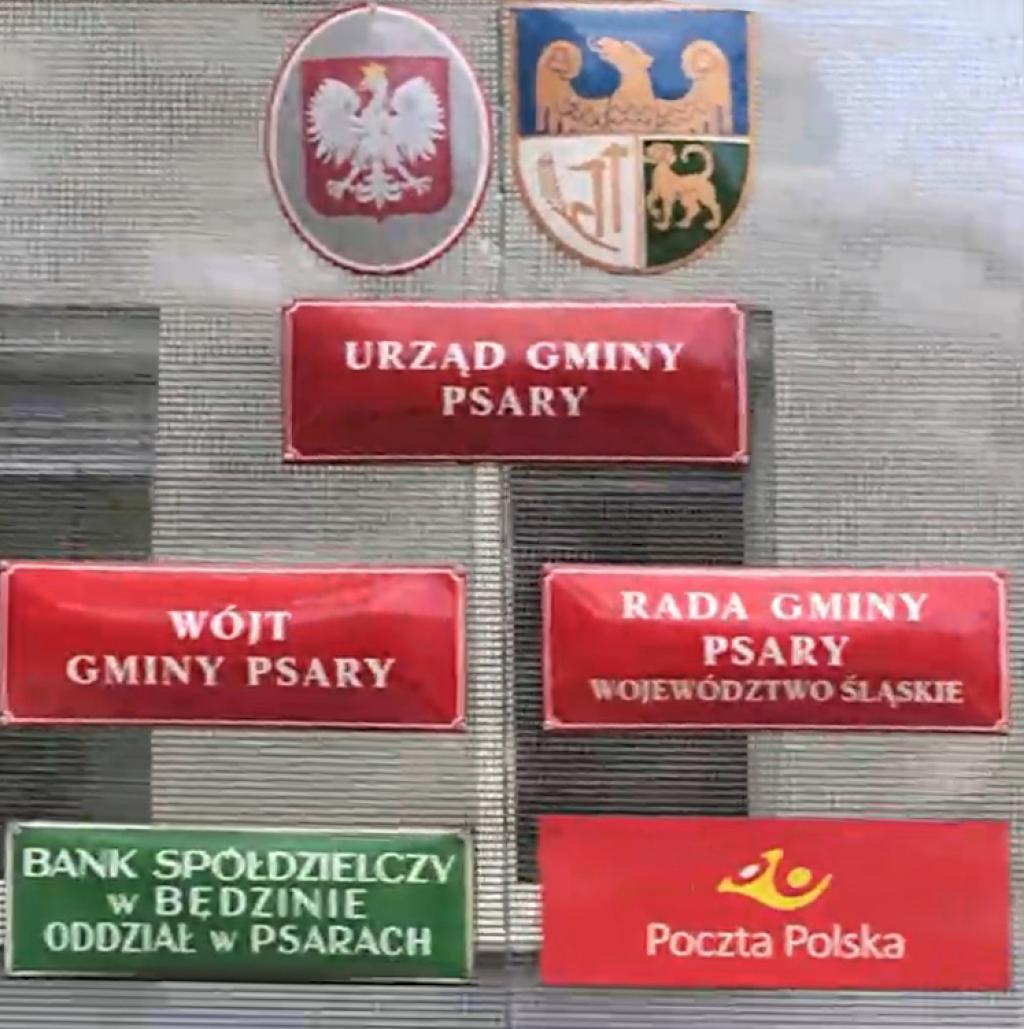 URZĄD GMINY
PSARY
WÓJT
GMINY PSARY
RADA GMINY
PSARY
WOJEWÓDZTWO ŚLĄSKIE
BANK SPÓŁDZIELCZY
w BĘDZINIE
ODDZIAŁ w PSARACH
Poczta Polska